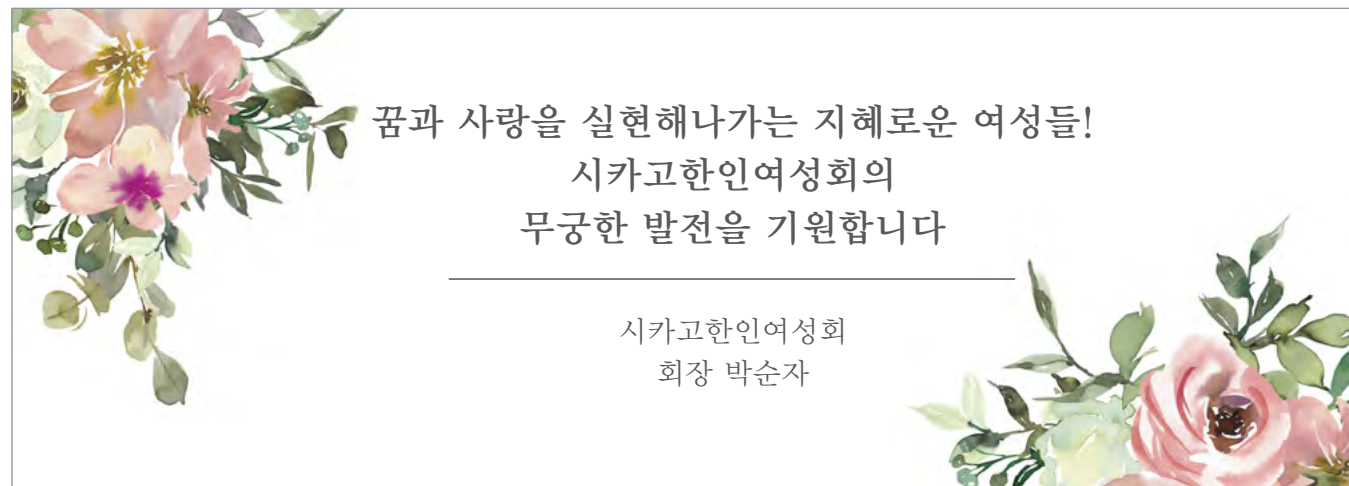 꿈과 사랑을 실현해나가는 지혜로운 여성들!
시카고한인여성회의
무궁한 발전을 기원합니다
시카고한인여성회
회장 박순자